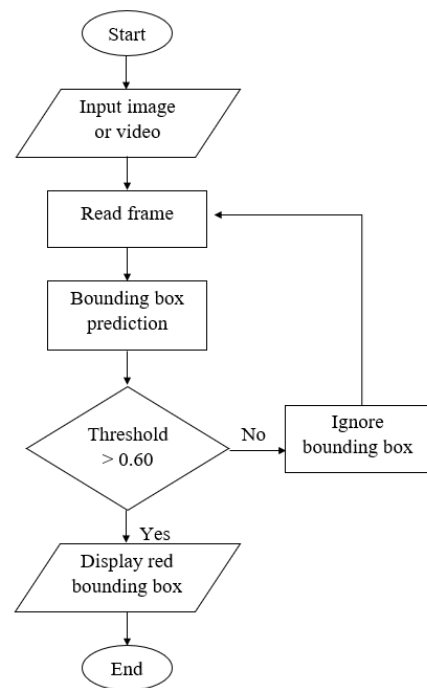 Start
Input image
or video
Read frame
Bounding box
prediction
Threshold
> 0.60
No
Ignore
bounding box
Yes
Display red
bounding box
End